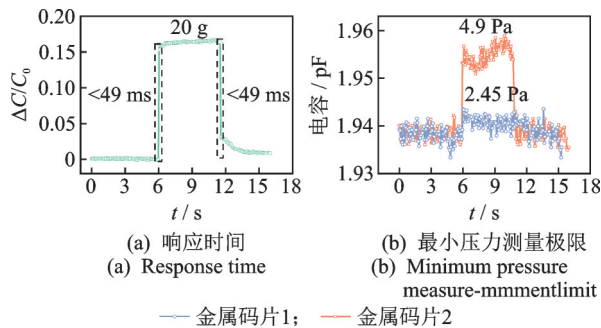 20 g
<49 ms
<49 ms
ΔC/C0
0.20
0.15
0.10
0.05
0
0 3 6 9 12 15 18
t / s
(a) 响应时间
(a) Response time
4.9 Pa
2.45 Pa
电容 / pF
1.96
1.95
1.94
1.93
0 3 6 9 12 15 18
t / s
(b) 最小压力测量极限
(b) Minimum pressure
measure-mmmentlimit
金属码片1; 金属码片2